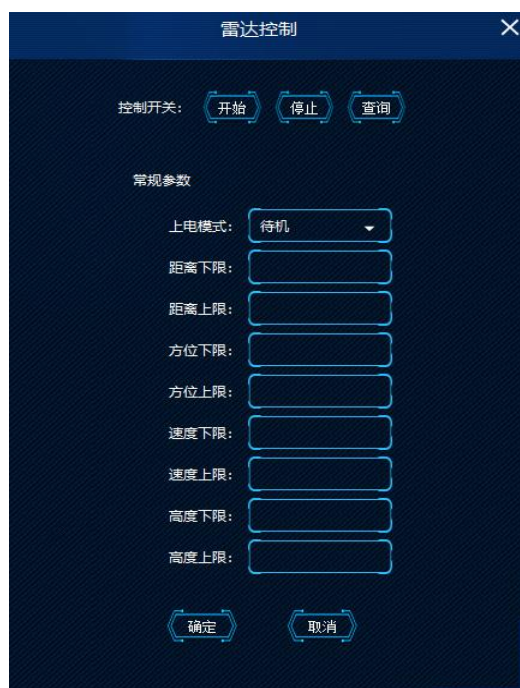 雷达控制
控制开关： 开始 停止 查询
常规参数
上电模式： 待机
距离下限：
距离上限：
方位下限：
方位上限：
速度下限：
速度上限：
高度下限：
高度上限：
确定 取消